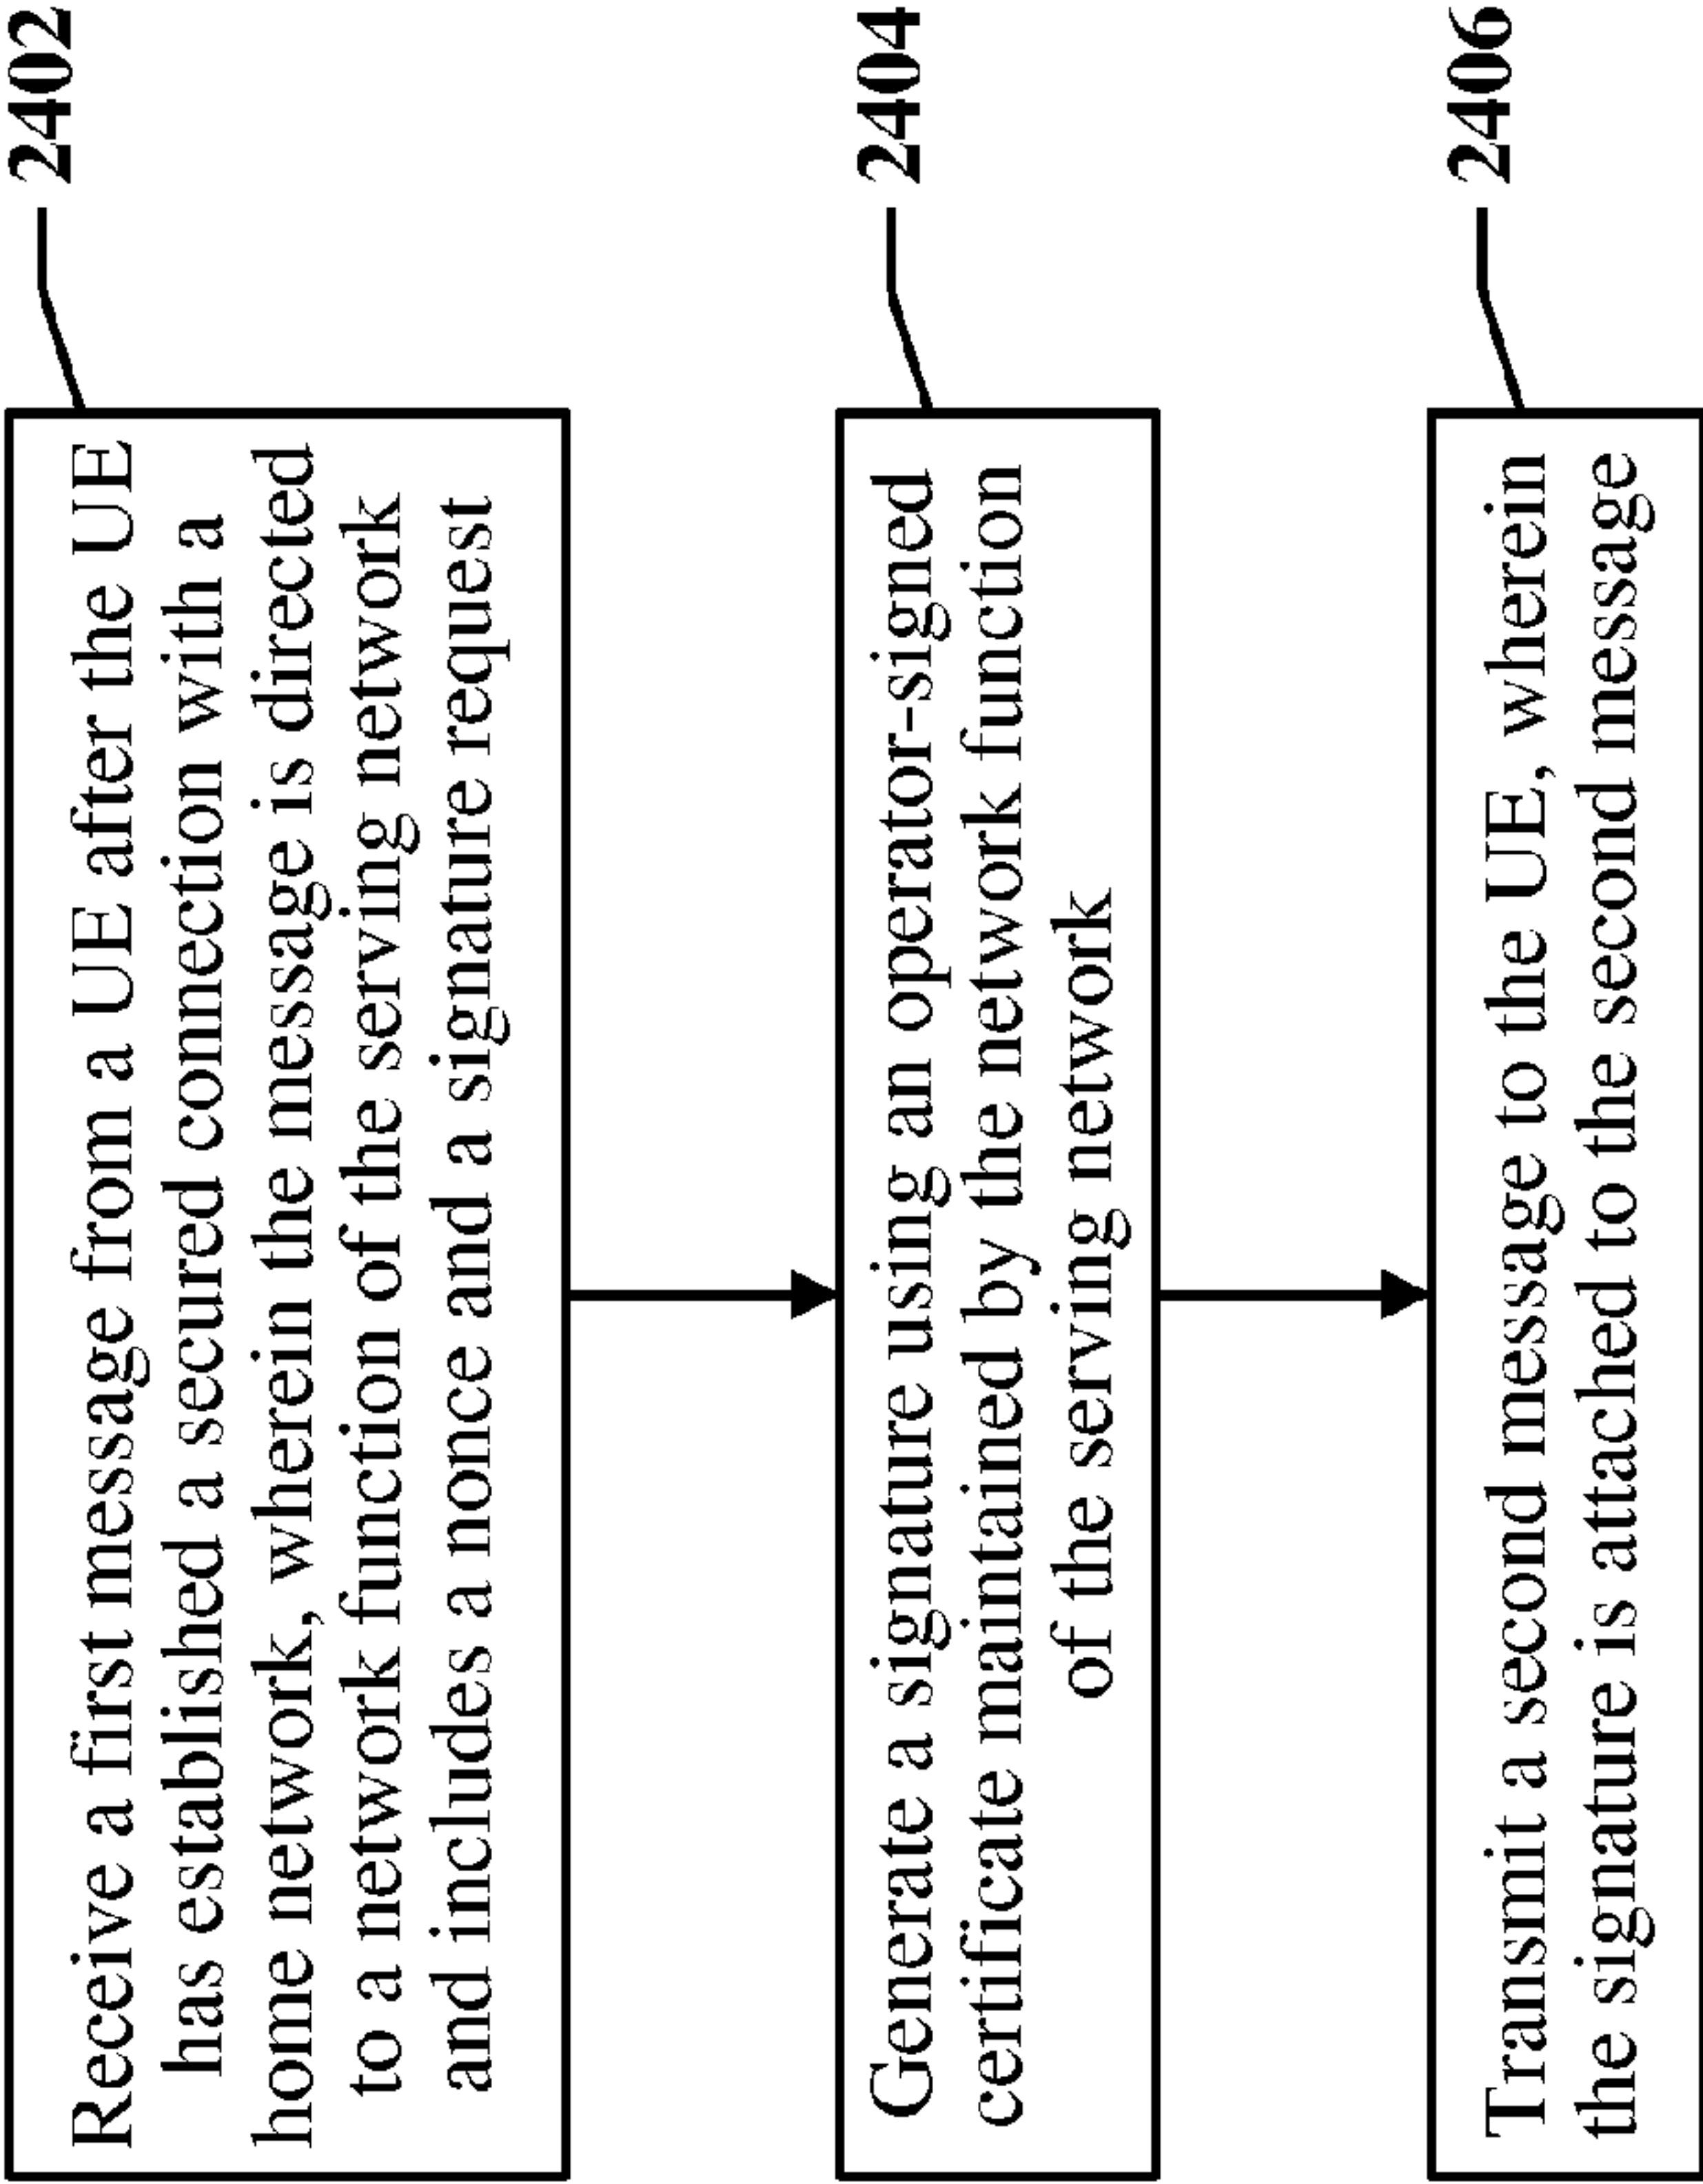 Receive a first message from a UE after the UE
has established a secured connection with a
home network, wherein the message is directed
to a network function of the serving network
and includes a nonce and a signature request
2402
Generate a signature using an operator-signed
certificate maintained by the network function
of the serving network
2404
Transmit a second message to the UE, wherein
the signature is attached to the second message
2406